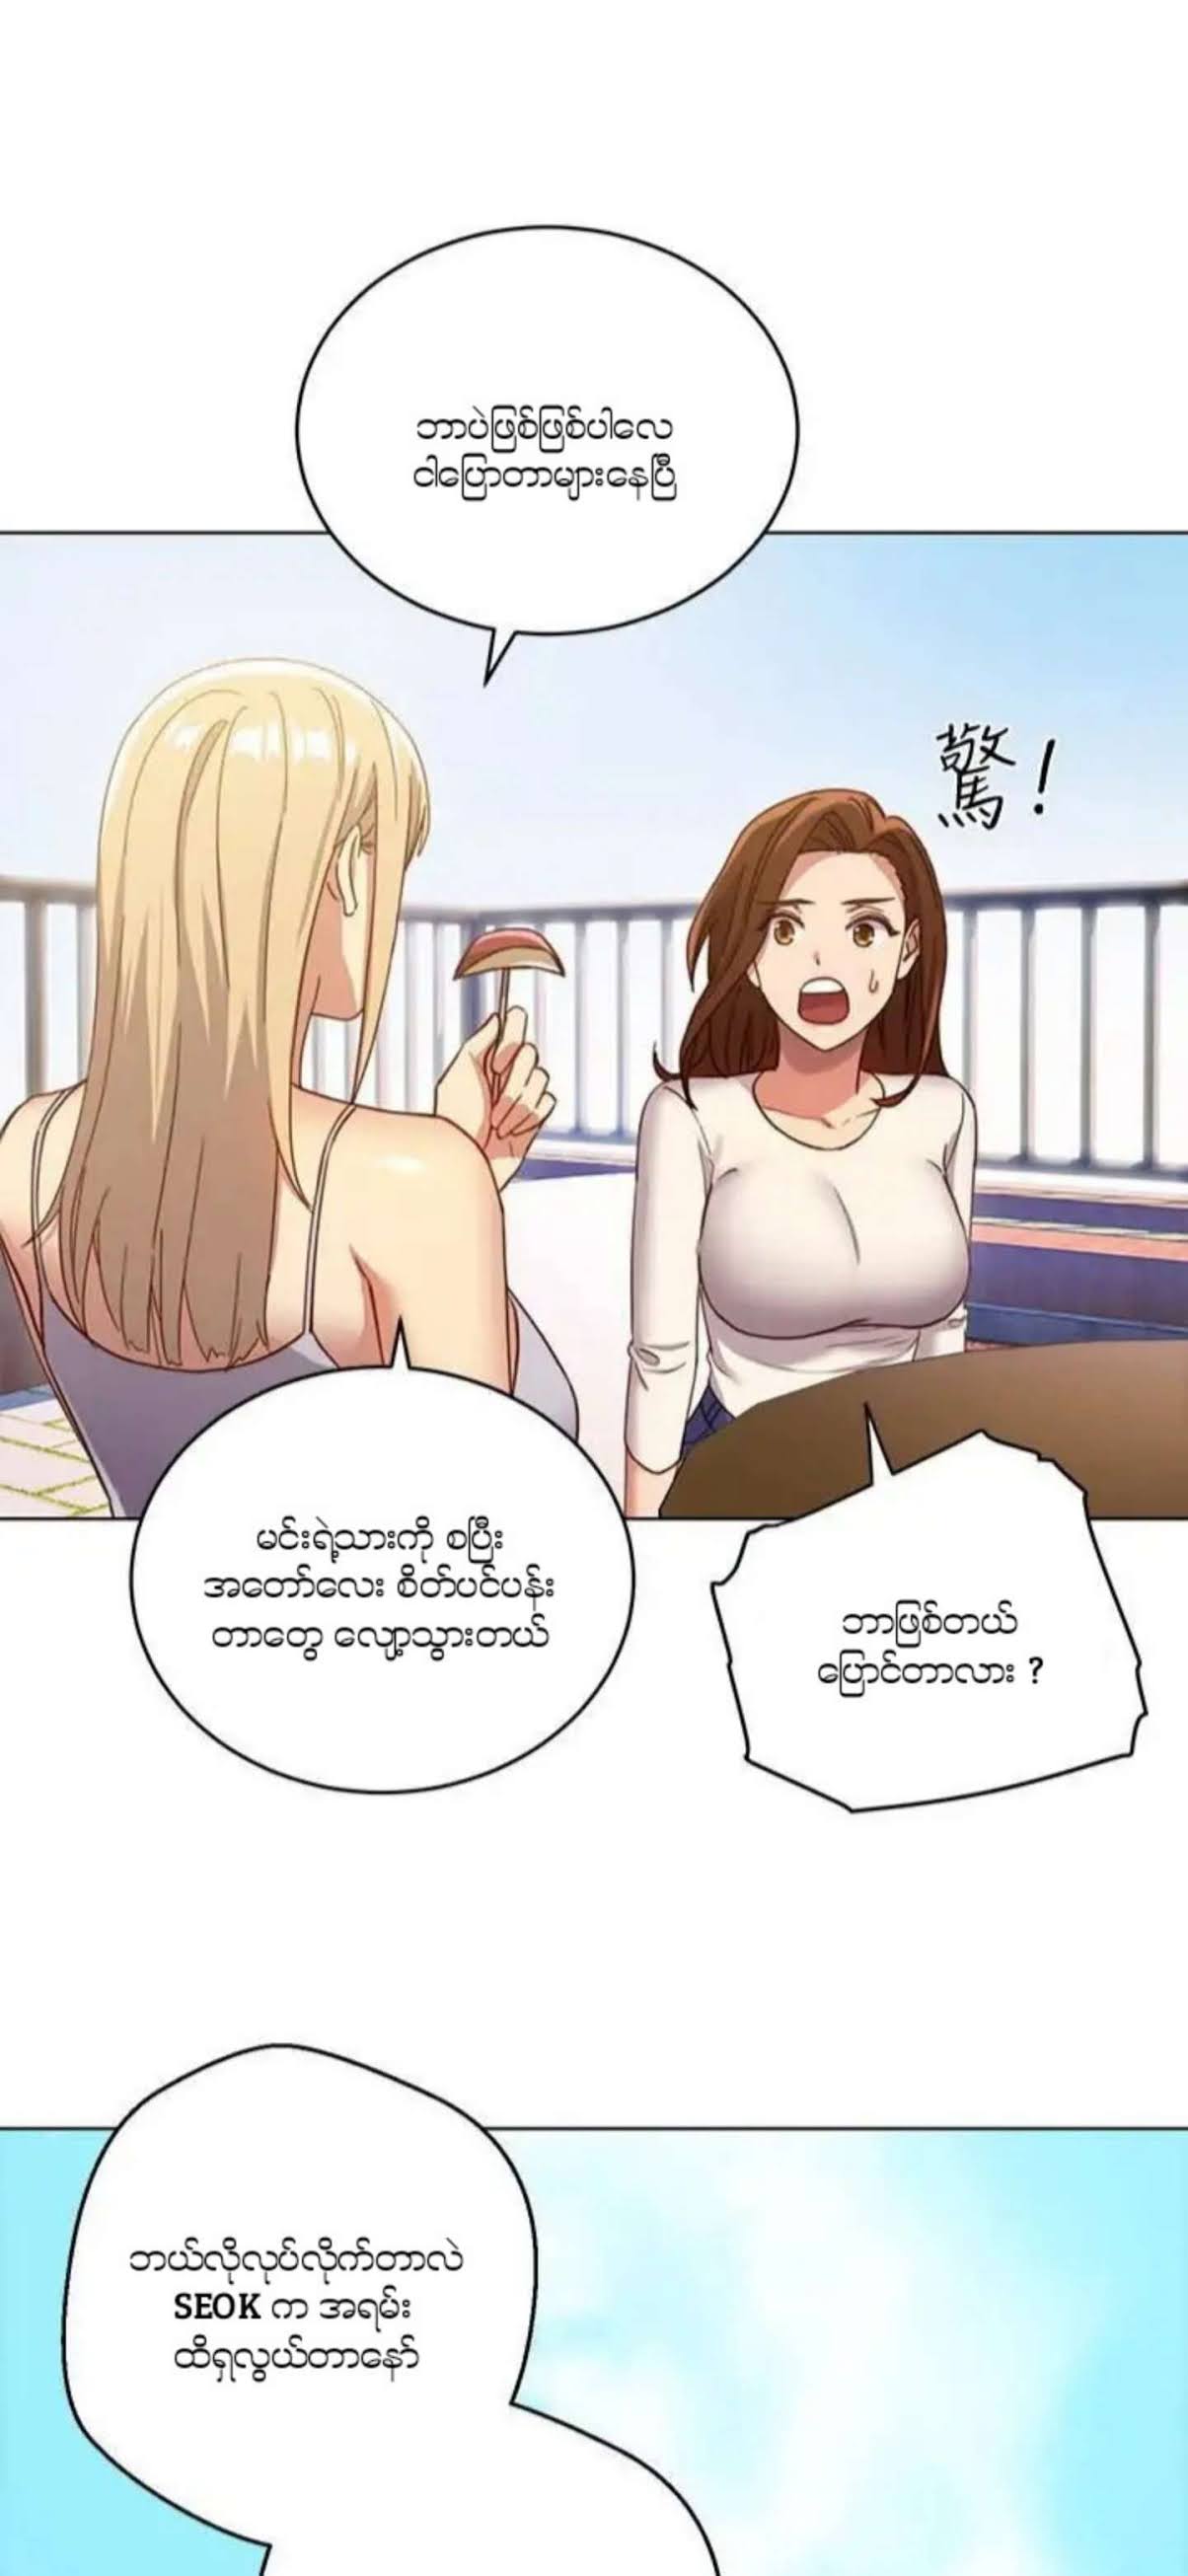 ဘာပဲဖြစ်ဖြစ်ပါလေ
ငါပြောတာများနေပြီ
驚!
မင်းရဲ့သားကို စပြီး
အတော်လေး စိတ်ပင်ပန်း
တာတွေ လျော့သွားတယ်
ဘာဖြစ်တယ်
ပြောင်တာလား ?
ဘယ်လိုလုပ်လိုက်တာလဲ
SEOK က အရမ်း
ထိရှလွယ်တာနော်